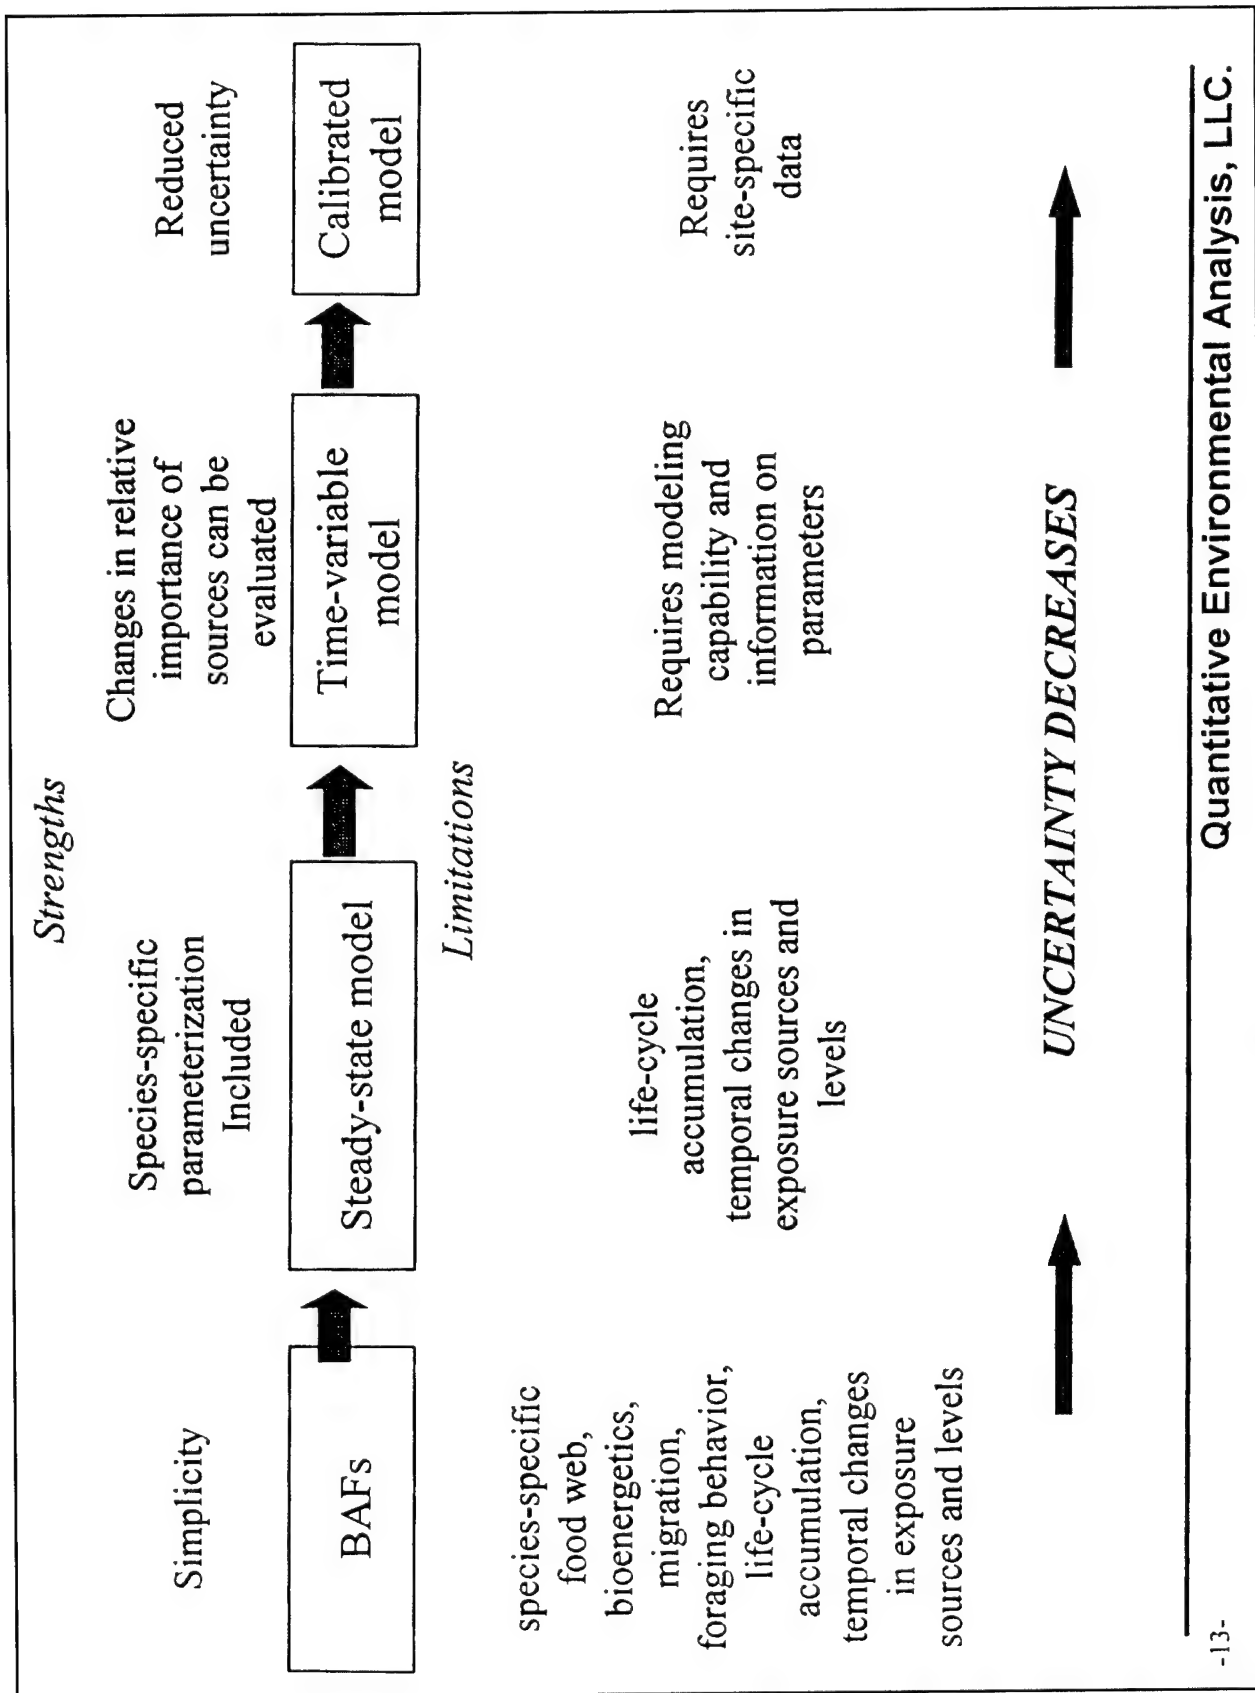 Strengths
Simplicity
Species-specific
parameterization
Included
Changes in relative
importance of
sources can be
evaluated
Reduced
uncertainty
BAFs
Steady-state model
Time-variable
model
Calibrated
model
Limitations
species-specific
food web,
bioenergetics,
migration,
foraging behavior,
life-cycle
accumulation,
temporal changes
in exposure
sources and levels
life-cycle
accumulation,
temporal changes in
exposure sources and
levels
Requires modeling
capability and
information on
parameters
Requires
site-specific
data
UNCERTAINTY DECREASES
Quantitative Environmental Analysis, LLC.
-13-